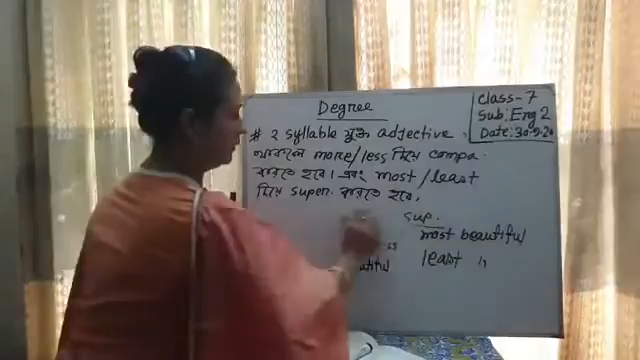 Degree
Class-7
Sub: Eng 2
Date: 30-9-20
# 2 syllable যুক্ত adjective
থাকলে more/less দিয়ে compa.
করতে হবে। এবং most/least
দিয়ে super. করতে হবে,
sup.
most beautiful
least "